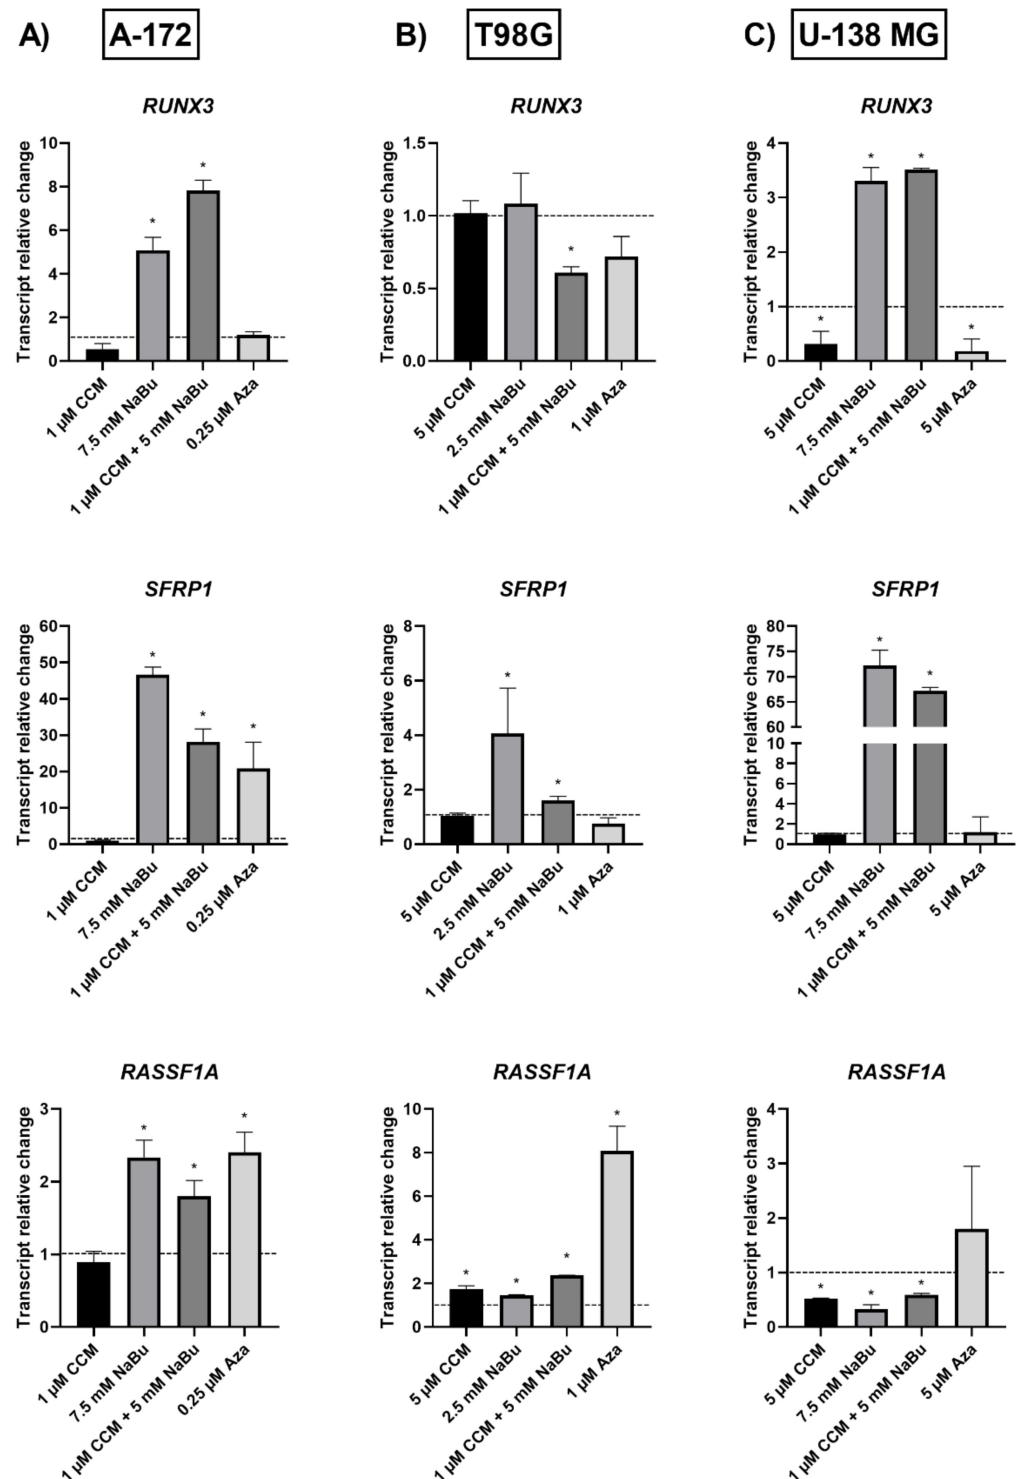 A) A-172
B) T98G
C) U-138 MG
RUNX3
Transcript relative change
10
8
6
4
2
0
*
*
1 µM CCM
7.5 mM NaBu
1 µM CCM + 5 mM NaBu
0.25 µM Aza
RUNX3
Transcript relative change
1.5
1.0
0.5
0.0
*
5 µM CCM
2.5 mM NaBu
1 µM CCM + 5 mM NaBu
1 µM Aza
RUNX3
Transcript relative change
4
3
2
1
0
*
*
*
*
5 µM CCM
7.5 mM NaBu
1 µM CCM + 5 mM NaBu
5 µM Aza
SFRP1
Transcript relative change
60
50
40
30
20
10
0
*
*
*
1 µM CCM
7.5 mM NaBu
1 µM CCM + 5 mM NaBu
0.25 µM Aza
SFRP1
Transcript relative change
8
6
4
2
0
*
*
5 µM CCM
2.5 mM NaBu
1 µM CCM + 5 mM NaBu
1 µM Aza
SFRP1
Transcript relative change
80
75
70
65
60
10
8
6
4
2
0
*
*
5 µM CCM
7.5 mM NaBu
1 µM CCM + 5 mM NaBu
5 µM Aza
RASSF1A
Transcript relative change
3
2
1
0
*
*
*
1 µM CCM
7.5 mM NaBu
1 µM CCM + 5 mM NaBu
0.25 µM Aza
RASSF1A
Transcript relative change
10
8
6
4
2
0
*
*
*
*
5 µM CCM
2.5 mM NaBu
1 µM CCM + 5 mM NaBu
1 µM Aza
RASSF1A
Transcript relative change
4
3
2
1
0
*
*
*
5 µM CCM
7.5 mM NaBu
1 µM CCM + 5 mM NaBu
5 µM Aza